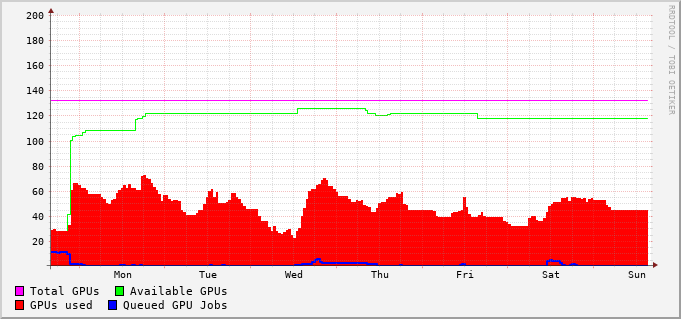 200
180
160
140
120
100
80
60
40
20
Mon Tue Wed Thu Fri Sat Sun
Total GPUs Available GPUs
GPUs used Queued GPU Jobs
RRDTOOL / TOBI OETIKER